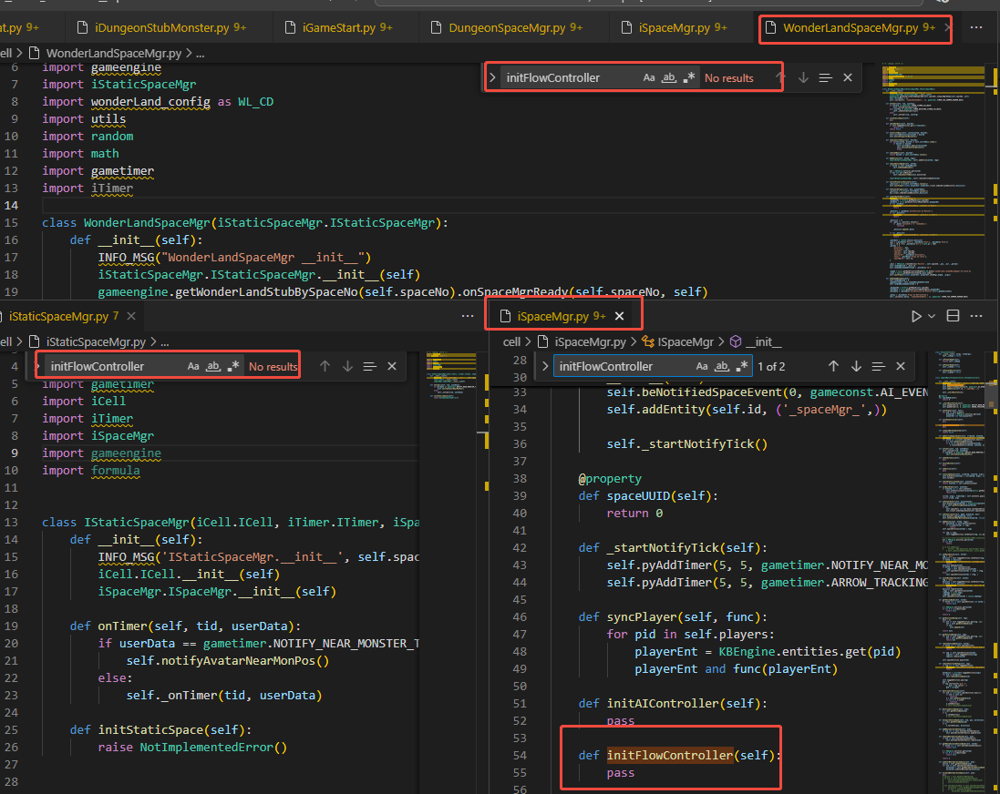 at.py 9+ iDungeonStubMonster.py 9+ iGameStart.py 9+ DungeonSpaceMgr.py 9+ iSpaceMgr.py 9+ WonderLandSpaceMgr.py 9+ × ...
ell > WonderLandSpaceMgr.py > ...
initFlowController Aa ab .* No results
6 import gameengine
7 import iStaticSpaceMgr
8 import wonderLand_config as WL_CD
9 import utils
10 import random
11 import math
12 import gametimer
13 import iTimer
14
15 class WonderLandSpaceMgr(iStaticSpaceMgr.IStaticSpaceMgr):
16 def __init__(self):
17 INFO_MSG("WonderLandSpaceMgr __init__")
18 iStaticSpaceMgr.IStaticSpaceMgr.__init__(self)
19 gameengine.getWonderLandStubBySpaceNo(self.spaceNo).onSpaceMgrReady(self.spaceNo, self)
iStaticSpaceMgr.py 7 × ...
ell > iStaticSpaceMgr.py > ...
initFlowController Aa ab .* No results
4
5 import gametimer
6 import iCell
7 import iTimer
8 import iSpaceMgr
9 import gameengine
10 import formula
11
12
13 class IStaticSpaceMgr(iCell.ICell, iTimer.ITimer, iSpa
14 def __init__(self):
15 INFO_MSG('IStaticSpaceMgr.__init__', self.spac
16 iCell.ICell.__init__(self)
17 iSpaceMgr.ISpaceMgr.__init__(self)
18
19 def onTimer(self, tid, userData):
20 if userData == gametimer.NOTIFY_NEAR_MONSTER_T
21 self.notifyAvatarNearMonPos()
22 else:
23 self._onTimer(tid, userData)
24
25 def initStaticSpace(self):
26 raise NotImplementedError()
27
28
iSpaceMgr.py 9+ × ...
cell > iSpaceMgr.py > ISpaceMgr > __init__
initFlowController Aa ab .* 1 of 2
28
30
33 self.beNotifiedSpaceEvent(0, gameconst.AI_EVEN
34 self.addEntity(self.id, ('_spaceMgr_',))
35
36 self._startNotifyTick()
37
38 @property
39 def spaceUUID(self):
40 return 0
41
42 def _startNotifyTick(self):
43 self.pyAddTimer(5, 5, gametimer.NOTIFY_NEAR_MO
44 self.pyAddTimer(5, 5, gametimer.ARROW_TRACKING
45
46 def syncPlayer(self, func):
47 for pid in self.players:
48 playerEnt = KBEngine.entities.get(pid)
49 playerEnt and func(playerEnt)
50
51 def initAIController(self):
52 pass
53
54 def initFlowController(self):
55 pass
56